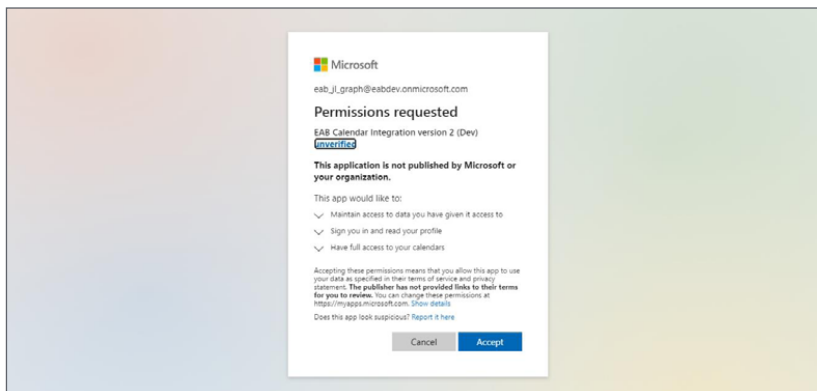 Microsoft
eab_jl_graph@eabdev.onmicrosoft.com
Permissions requested
EAB Calendar Integration version 2 (Dev)
unverified
This application is not published by Microsoft or
your organization.
This app would like to:
Maintain access to data you have given it access to
Sign you in and read your profile
Have full access to your calendars
Accepting these permissions means that you allow this app to use
your data as specified in their terms of service and privacy
statement. The publisher has not provided links to their terms
for you to review. You can change these permissions at
https://myapps.microsoft.com. Show details
Does this app look suspicious? Report it here
Cancel Accept